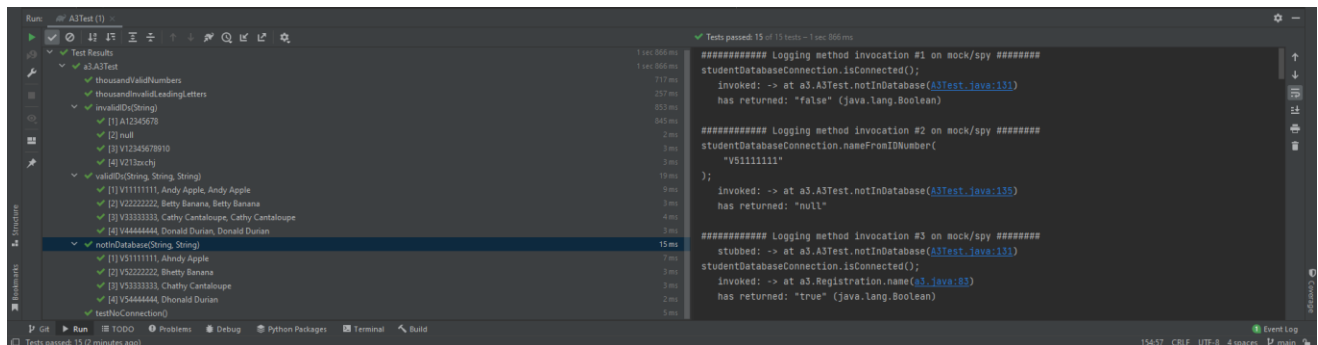 Run: A3Test (1)
Tests passed: 15 of 15 tests – 1 sec 866 ms
Test Results 1 sec 866 ms
a3.A3Test 1 sec 866 ms
thousandValidNumbers 717 ms
thousandInvalidLeadingLetters 257 ms
invalidIDs(String) 853 ms
[1] A12345678 845 ms
[2] null 2 ms
[3] V12345678910 3 ms
[4] V213zxchj 3 ms
validIDs(String, String, String) 19 ms
[1] V11111111, Andy Apple, Andy Apple 9 ms
[2] V22222222, Betty Banana, Betty Banana 3 ms
[3] V33333333, Cathy Cantaloupe, Cathy Cantaloupe 4 ms
[4] V44444444, Donald Durian, Donald Durian 3 ms
notInDatabase(String, String) 15 ms
[1] V51111111, Ahndy Apple 7 ms
[2] V52222222, Bhetty Banana 3 ms
[3] V53333333, Chathy Cantaloupe 3 ms
[4] V54444444, Dhonald Durian 2 ms
testNoConnection() 5 ms
############ Logging method invocation #1 on mock/spy ########
studentDatabaseConnection.isConnected();
invoked: -> at a3.A3Test.notInDatabase(A3Test.java:131)
has returned: "false" (java.lang.Boolean)
############ Logging method invocation #2 on mock/spy ########
studentDatabaseConnection.nameFromIDNumber(
"V51111111"
);
invoked: -> at a3.A3Test.notInDatabase(A3Test.java:135)
has returned: "null"
############ Logging method invocation #3 on mock/spy ########
stubbed: -> at a3.A3Test.notInDatabase(A3Test.java:131)
studentDatabaseConnection.isConnected();
invoked: -> at a3.Registration.name(a3.java:83)
has returned: "true" (java.lang.Boolean)
Structure
Bookmarks
Coverage
Git Run TODO Problems Debug Python Packages Terminal Build 1 Event Log
Tests passed: 15 (2 minutes ago) 154:57 CRLF UTF-8 4 spaces main